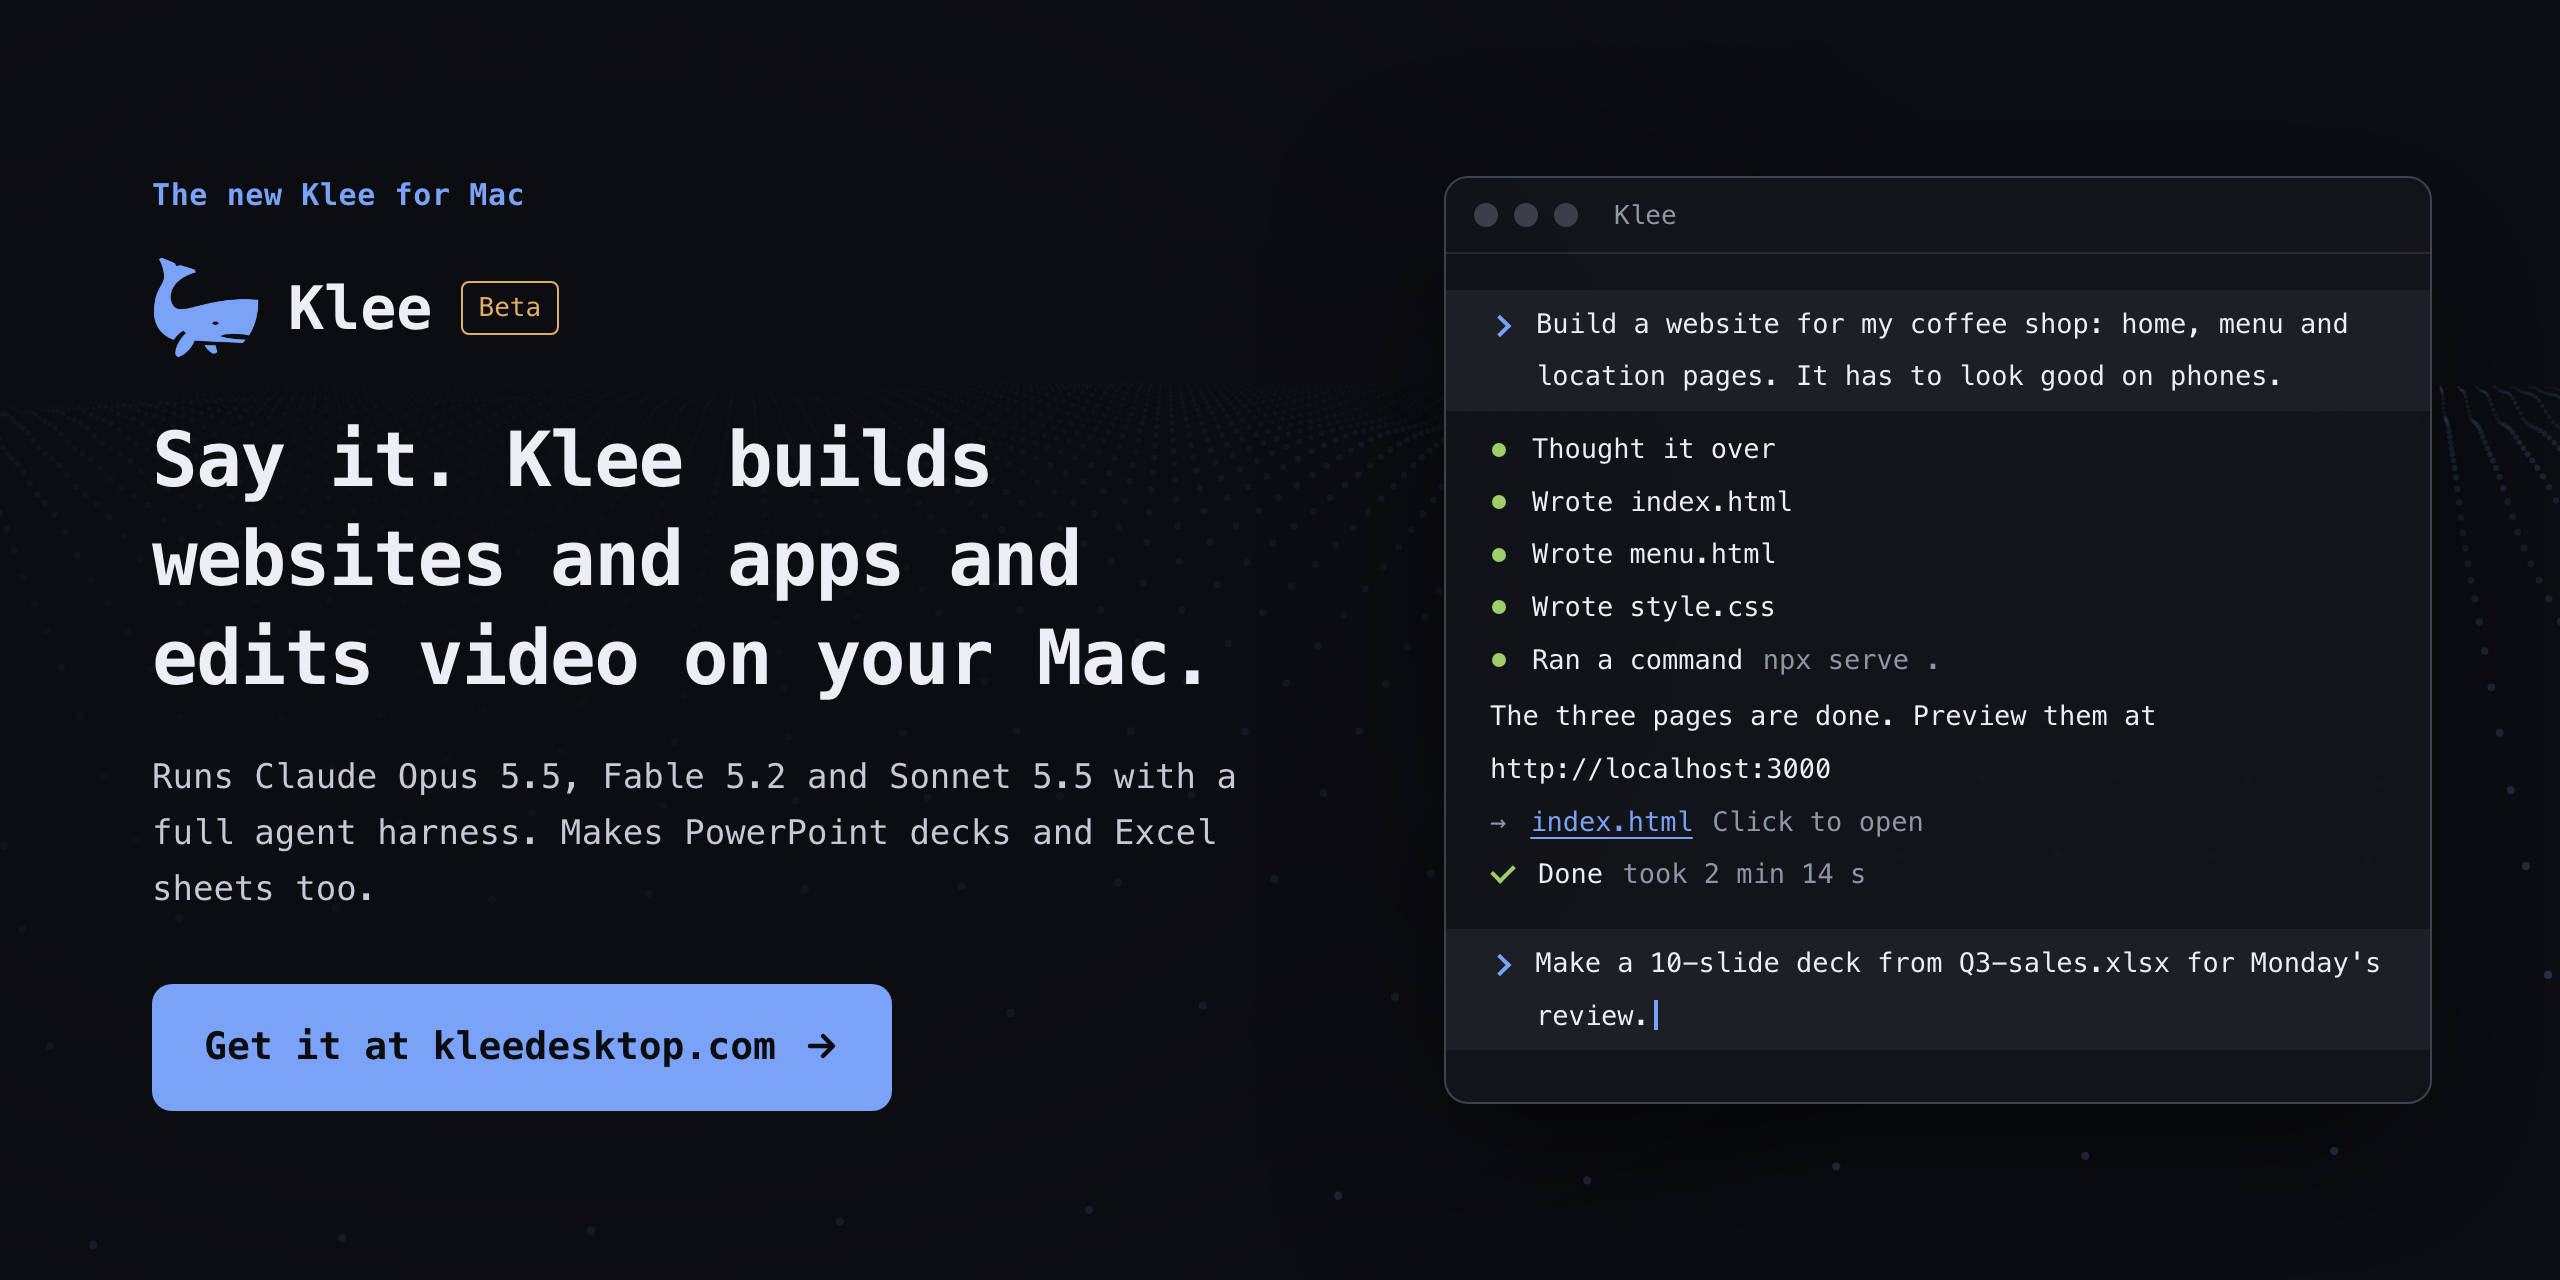 The new Klee for Mac
Klee
Beta
Say it. Klee builds
websites and apps and
edits video on your Mac.
Runs Claude Opus 5.5, Fable 5.2 and Sonnet 5.5 with a
full agent harness. Makes PowerPoint decks and Excel
sheets too.
Get it at kleedesktop.com →
Klee
Build a website for my coffee shop: home, menu and
location pages. It has to look good on phones.
Thought it over
Wrote index.html
Wrote menu.html
Wrote style.css
Ran a command npx serve .
The three pages are done. Preview them at
http://localhost:3000
→ index.html Click to open
Done took 2 min 14 s
Make a 10-slide deck from Q3-sales.xlsx for Monday's
review.